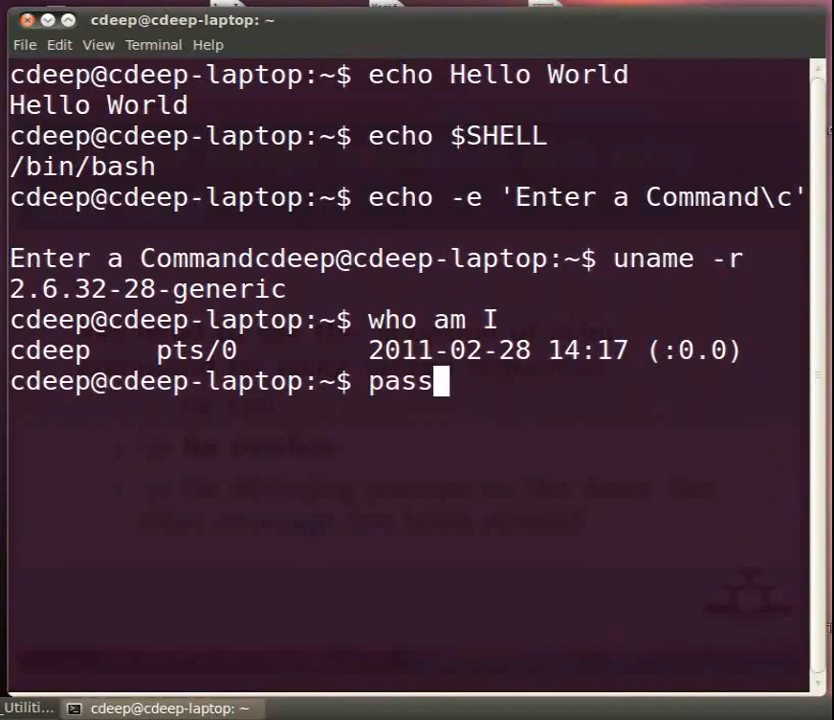 cdeep@cdeep-laptop: ~
File Edit View Terminal Help
cdeep@cdeep-laptop:~$ echo Hello World
Hello World
cdeep@cdeep-laptop:~$ echo $SHELL
/bin/bash
cdeep@cdeep-laptop:~$ echo -e 'Enter a Command\c'
Enter a Commandcdeep@cdeep-laptop:~$ uname -r
2.6.32-28-generic
cdeep@cdeep-laptop:~$ who am I
cdeep    pts/0        2011-02-28 14:17 (:0.0)
cdeep@cdeep-laptop:~$ pass
_Utiliti... cdeep@cdeep-laptop: ~